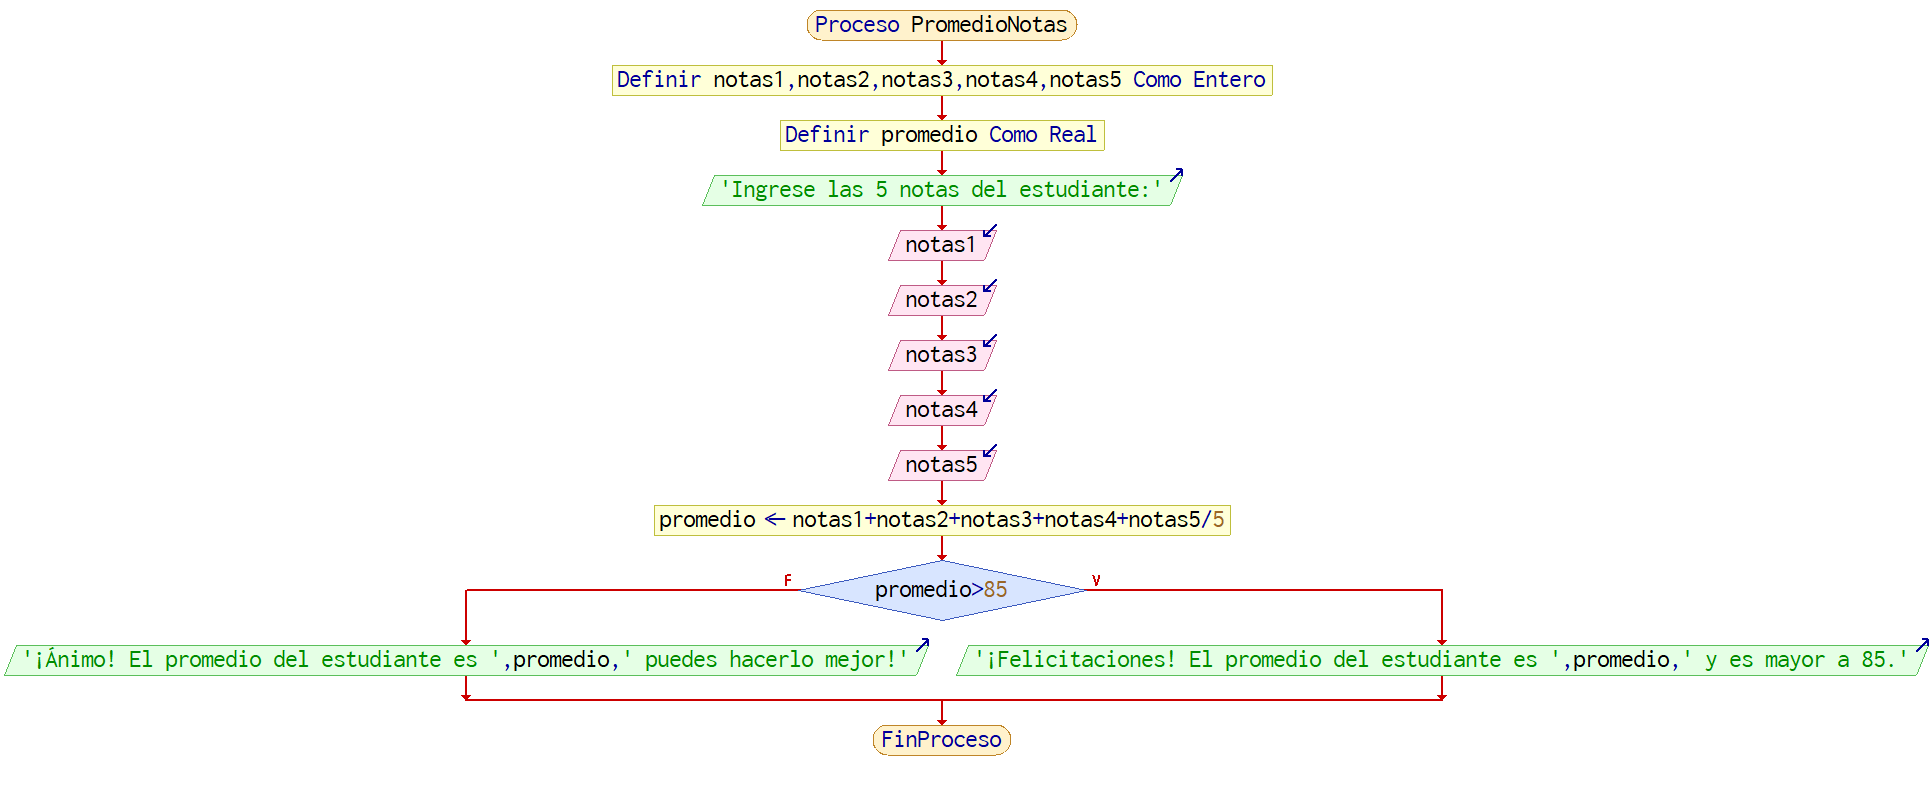 Proceso PromedioNotas
Definir notas1,notas2,notas3,notas4,notas5 Como Entero
Definir promedio Como Real
'Ingrese las 5 notas del estudiante:'
notas1
notas2
notas3
notas4
notas5
promedio ← notas1+notas2+notas3+notas4+notas5/5
F
V
promedio>85
'¡Ánimo! El promedio del estudiante es ',promedio,' puedes hacerlo mejor!'
'¡Felicitaciones! El promedio del estudiante es ',promedio,' y es mayor a 85.'
FinProceso